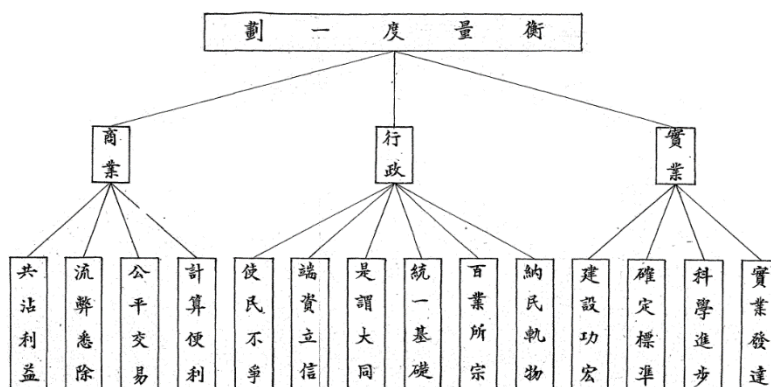 劃一度量衡
商業
行政
實業
共沾利益
流弊悉除
公平交易
計算便利
使民不爭
端資立信
是謂大同
統一基礎
百業所宗
納民軌物
建設功宏
確定標準
科學進步
實業發達